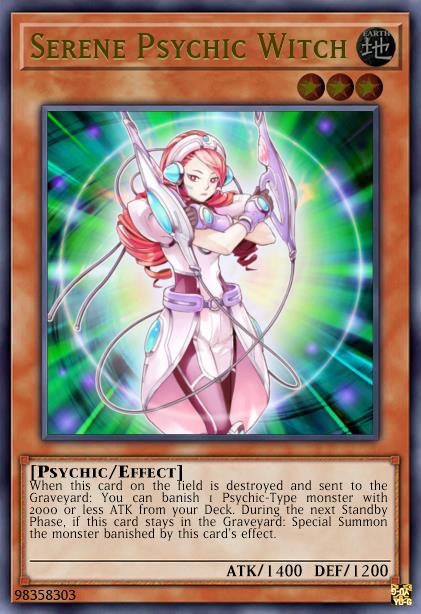 Serene Psychic Witch
EARTH
地
[Psychic/Effect]
When this card on the field is destroyed and sent to the
Graveyard: You can banish 1 Psychic-Type monster with
2000 or less ATK from your Deck. During the next Standby
Phase, if this card stays in the Graveyard: Special Summon
the monster banished by this card's effect.
ATK/1400 DEF/1200
98358303